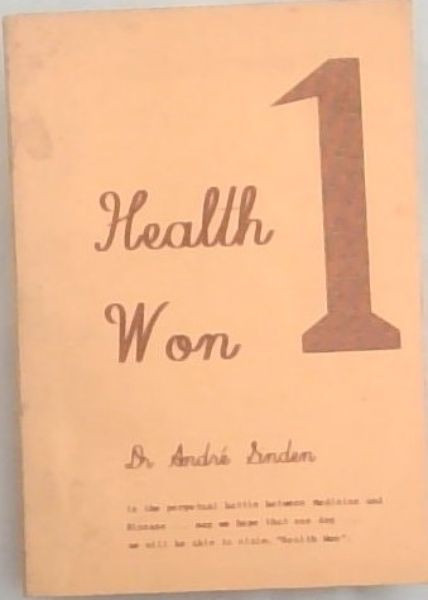 1
Health
Won
Dr André Snden
in the perpetual battle between Medicine and
Disease ... may we hope that one day
we will be able to claim, "Health Won".